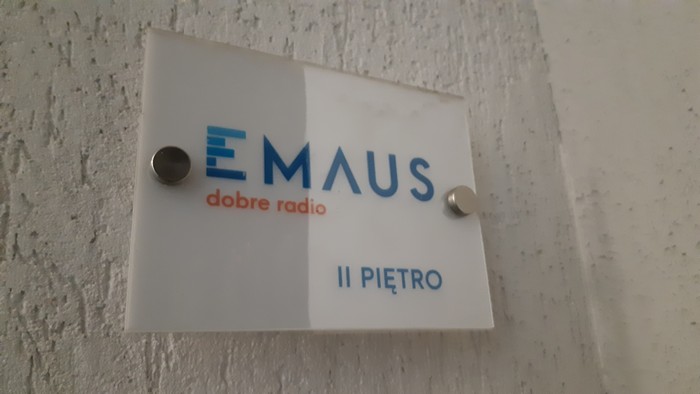 EMAUS
dobre radio
II PIĘTRO